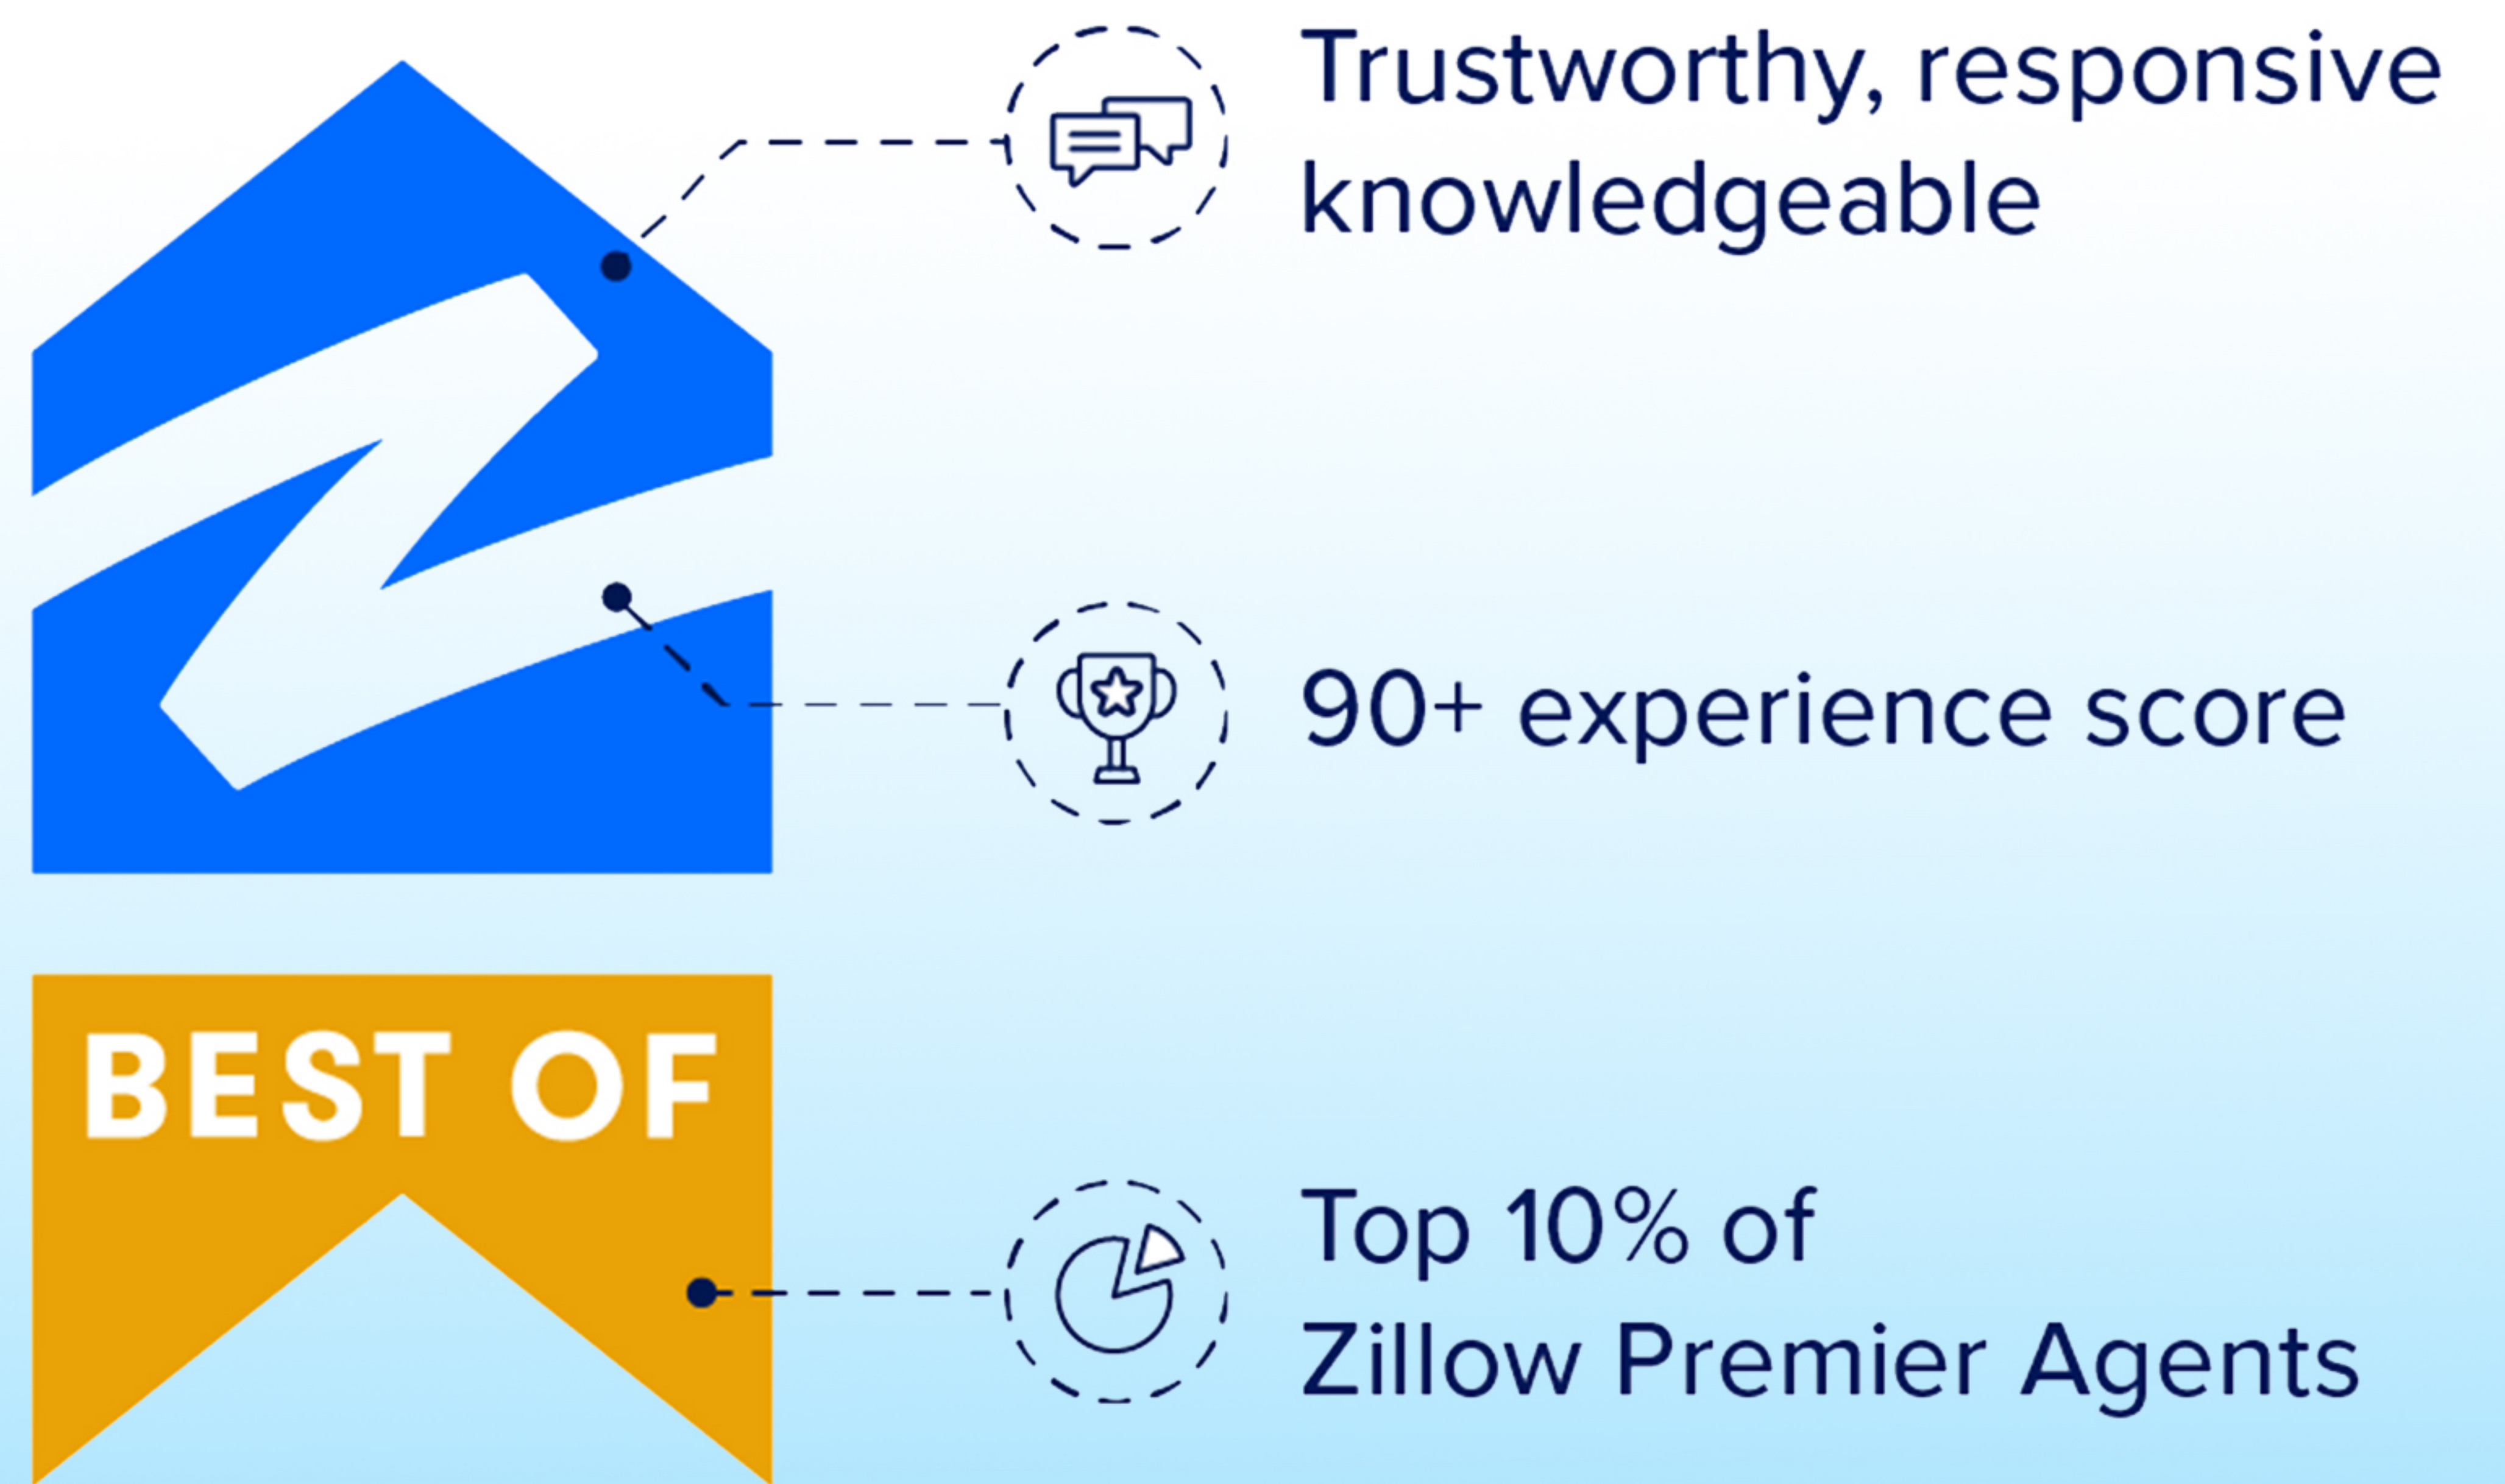 Trustworthy, responsive
knowledgeable
90+ experience score
BEST OF
Top 10% of
Zillow Premier Agents